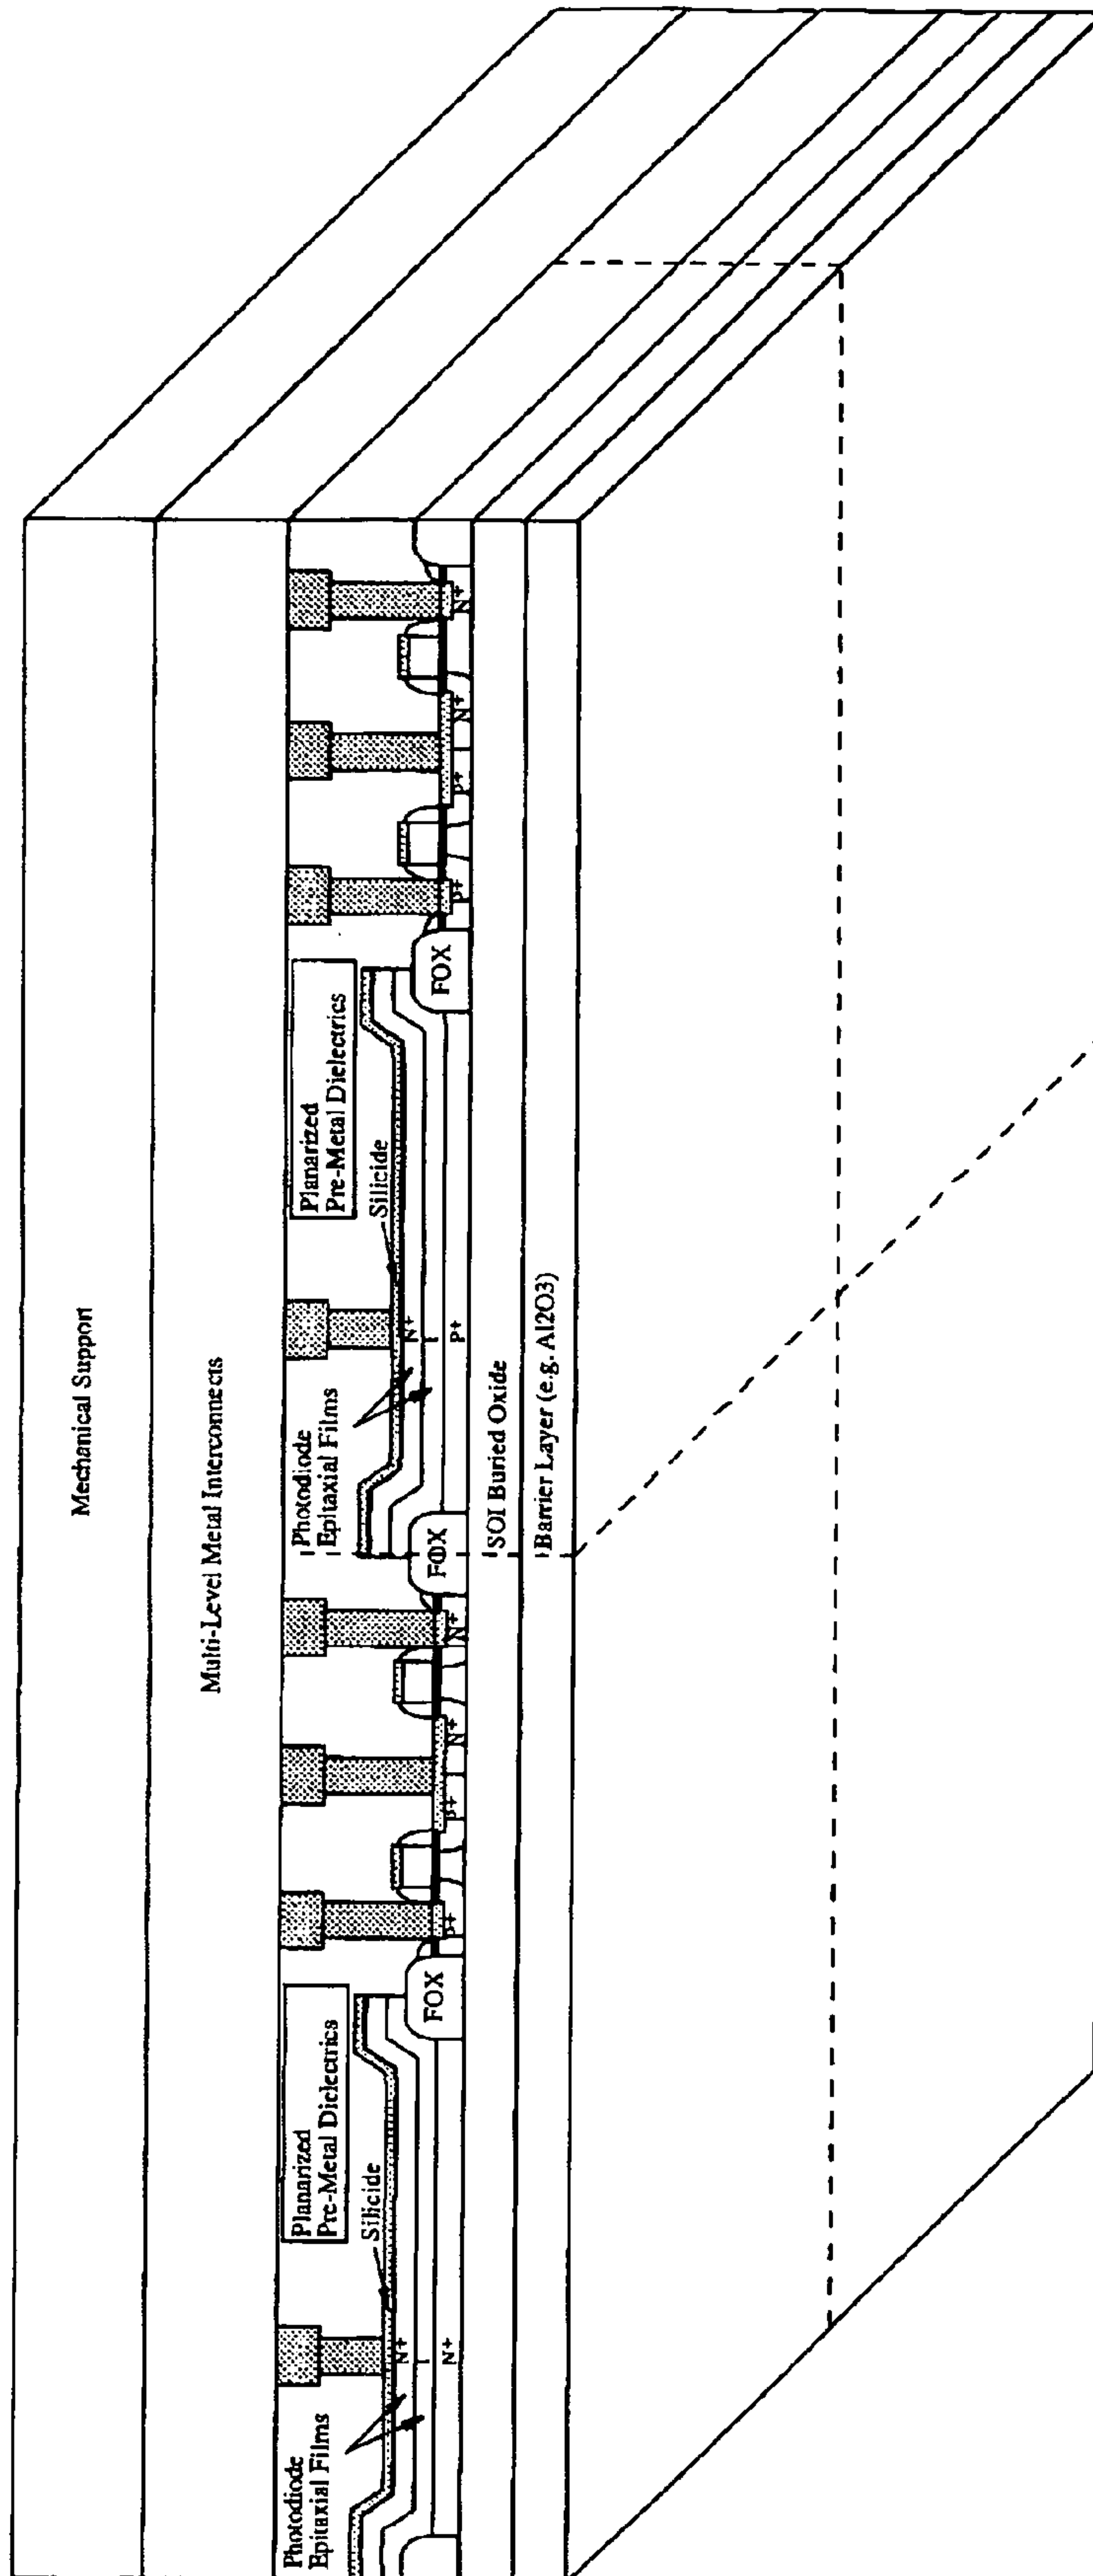 Mechanical Support
Multi-Level Metal Interconnects
Photodiode
Epitaxial Films
Planarized
Pre-Metal Dielectrics
Silicide
N+
I
N+
FOX
P+
P+
N+
N+
FOX
Photodiode
Epitaxial Films
Planarized
Pre-Metal Dielectrics
Silicide
N+
I
P+
FOX
P+
P+
N+
N+
SOI Buried Oxide
Barrier Layer (e.g. Al2O3)